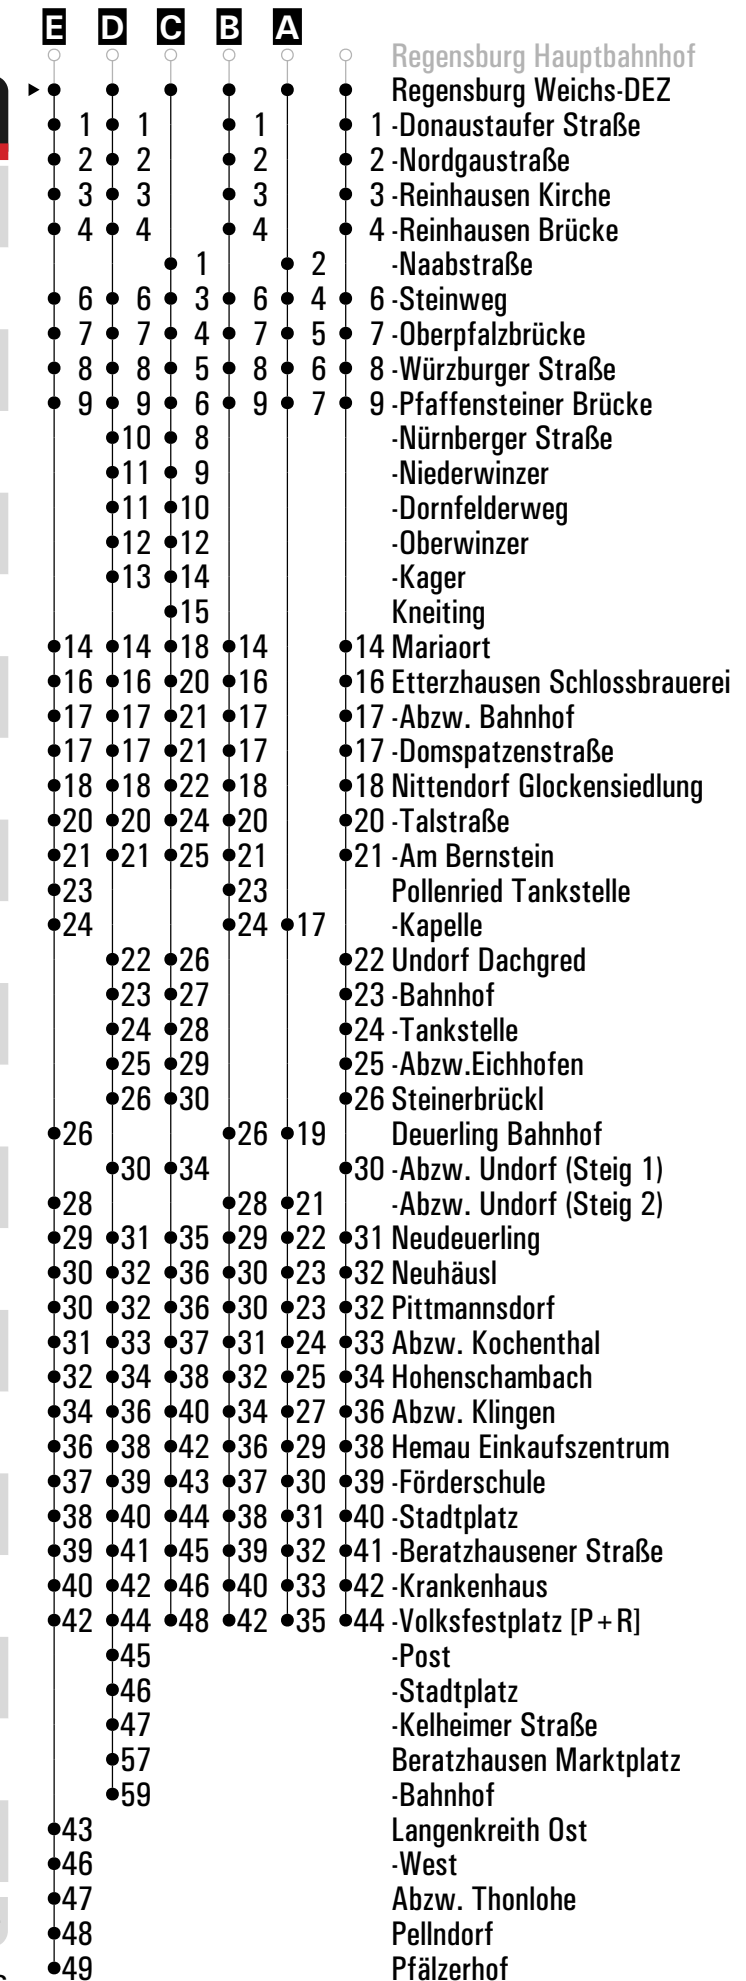 E D C B A
Regensburg Hauptbahnhof
Regensburg Weichs-DEZ
1 1 1 1 -Donaustaufer Straße
2 2 2 2 -Nordgaustraße
3 3 3 3 -Reinhausen Kirche
4 4 4 4 -Reinhausen Brücke
1 2 -Naabstraße
6 6 3 6 4 6 -Steinweg
7 7 4 7 5 7 -Oberpfalzbrücke
8 8 5 8 6 8 -Würzburger Straße
9 9 6 9 7 9 -Pfaffensteiner Brücke
10 8 -Nürnberger Straße
11 9 -Niederwinzer
11 10 -Dornfelderweg
12 12 -Oberwinzer
13 14 -Kager
15 Kneiting
14 14 18 14 14 Mariaort
16 16 20 16 16 Etterzhausen Schlossbrauerei
17 17 21 17 17 -Abzw. Bahnhof
17 17 21 17 17 -Domspatzenstraße
18 18 22 18 18 Nittendorf Glockensiedlung
20 20 24 20 20 -Talstraße
21 21 25 21 21 -Am Bernstein
23 23 Pollenried Tankstelle
24 24 17 -Kapelle
22 26 22 Undorf Dachgred
23 27 23 -Bahnhof
24 28 24 -Tankstelle
25 29 25 -Abzw.Eichhofen
26 30 26 Steinerbrückl
26 26 19 Deuerling Bahnhof
30 34 30 -Abzw. Undorf (Steig 1)
28 28 21 -Abzw. Undorf (Steig 2)
29 31 35 29 22 31 Neudeuerling
30 32 36 30 23 32 Neuhäusl
30 32 36 30 23 32 Pittmannsdorf
31 33 37 31 24 33 Abzw. Kochenthal
32 34 38 32 25 34 Hohenschambach
34 36 40 34 27 36 Abzw. Klingen
36 38 42 36 29 38 Hemau Einkaufszentrum
37 39 43 37 30 39 -Förderschule
38 40 44 38 31 40 -Stadtplatz
39 41 45 39 32 41 -Beratzhausener Straße
40 42 46 40 33 42 -Krankenhaus
42 44 48 42 35 44 -Volksfestplatz [P+R]
45 -Post
46 -Stadtplatz
47 -Kelheimer Straße
57 Beratzhausen Marktplatz
59 -Bahnhof
43 Langenkreith Ost
46 -West
47 Abzw. Thonlohe
48 Pellndorf
49 Pfälzerhof